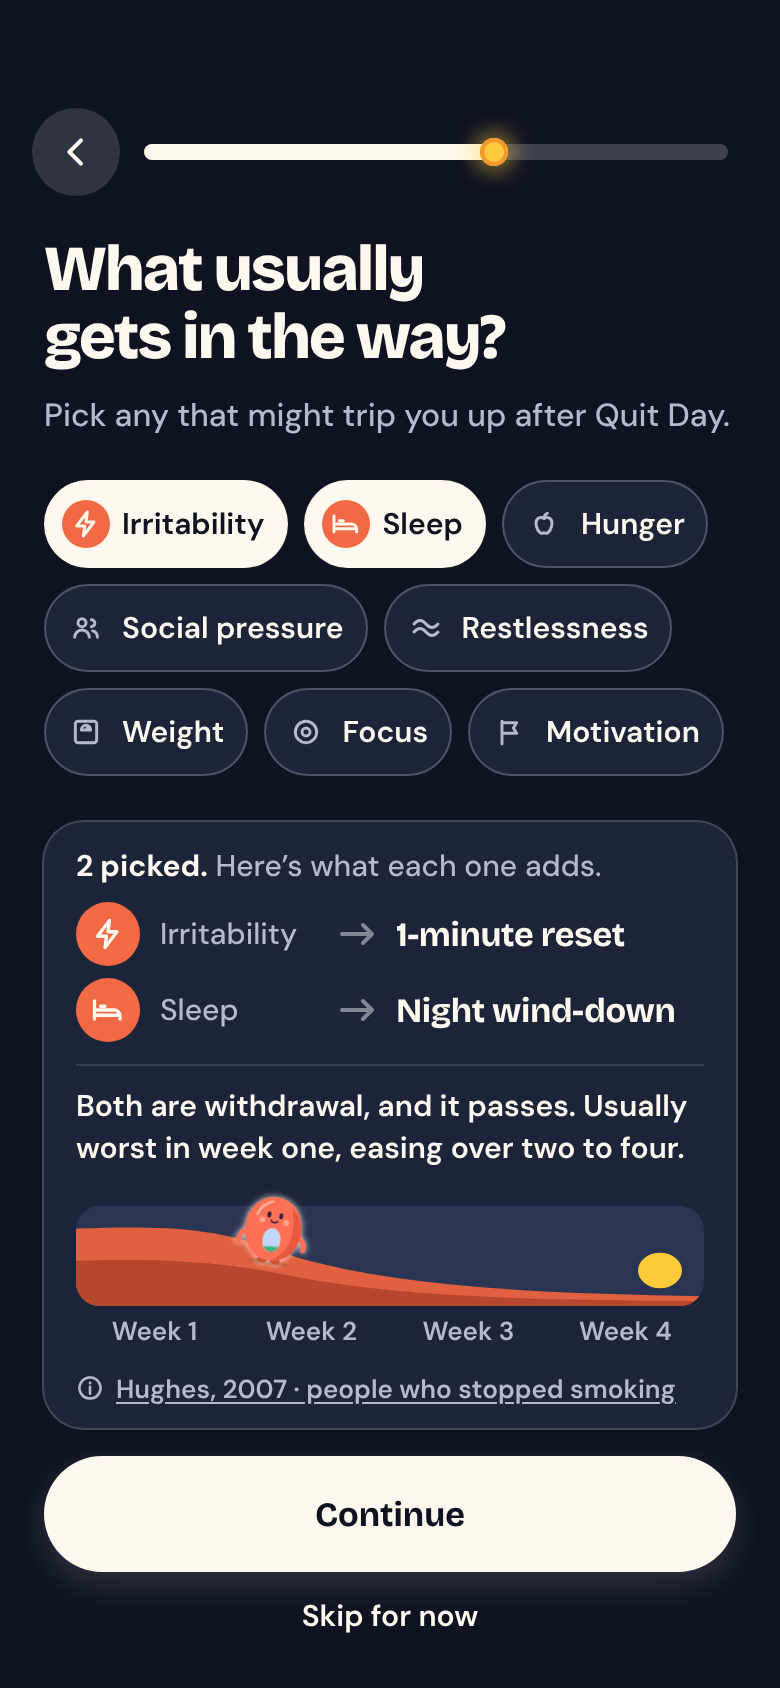 What usually
gets in the way?
Pick any that might trip you up after Quit Day.
Irritability
Sleep
Hunger
Social pressure
Restlessness
Weight
Focus
Motivation
2 picked. Here’s what each one adds.
Irritability → 1-minute reset
Sleep → Night wind-down
Both are withdrawal, and it passes. Usually
worst in week one, easing over two to four.
Week 1 Week 2 Week 3 Week 4
Hughes, 2007 · people who stopped smoking
Continue
Skip for now